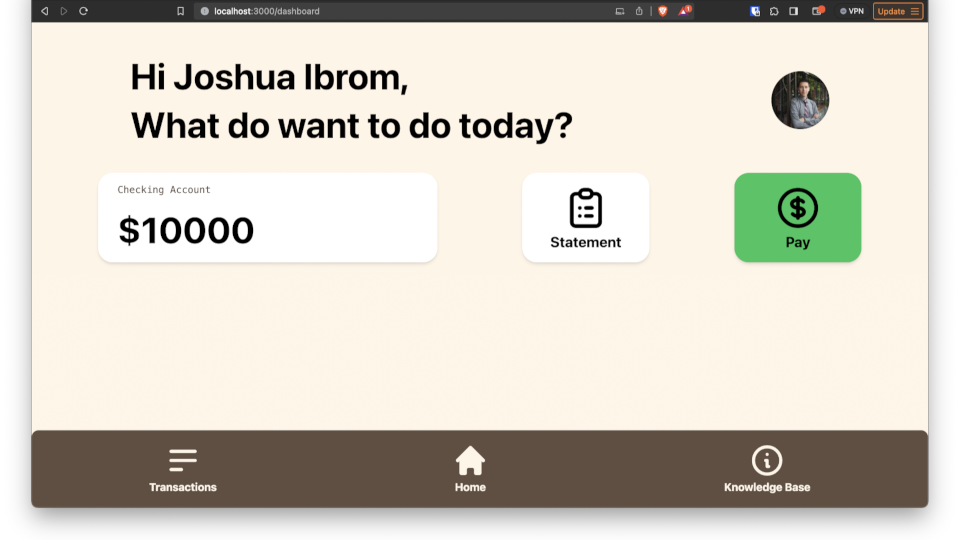 localhost:3000/dashboard
1
VPN
Update
Hi Joshua Ibrom,
What do want to do today?
Checking Account
$10000
Statement
$
Pay
Transactions
Home
Knowledge Base